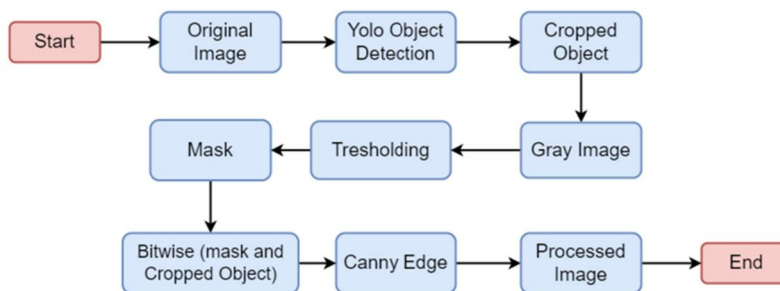 Start
Original
Image
Yolo Object
Detection
Cropped
Object
Gray Image
Tresholding
Mask
Bitwise (mask and
Cropped Object)
Canny Edge
Processed
Image
End